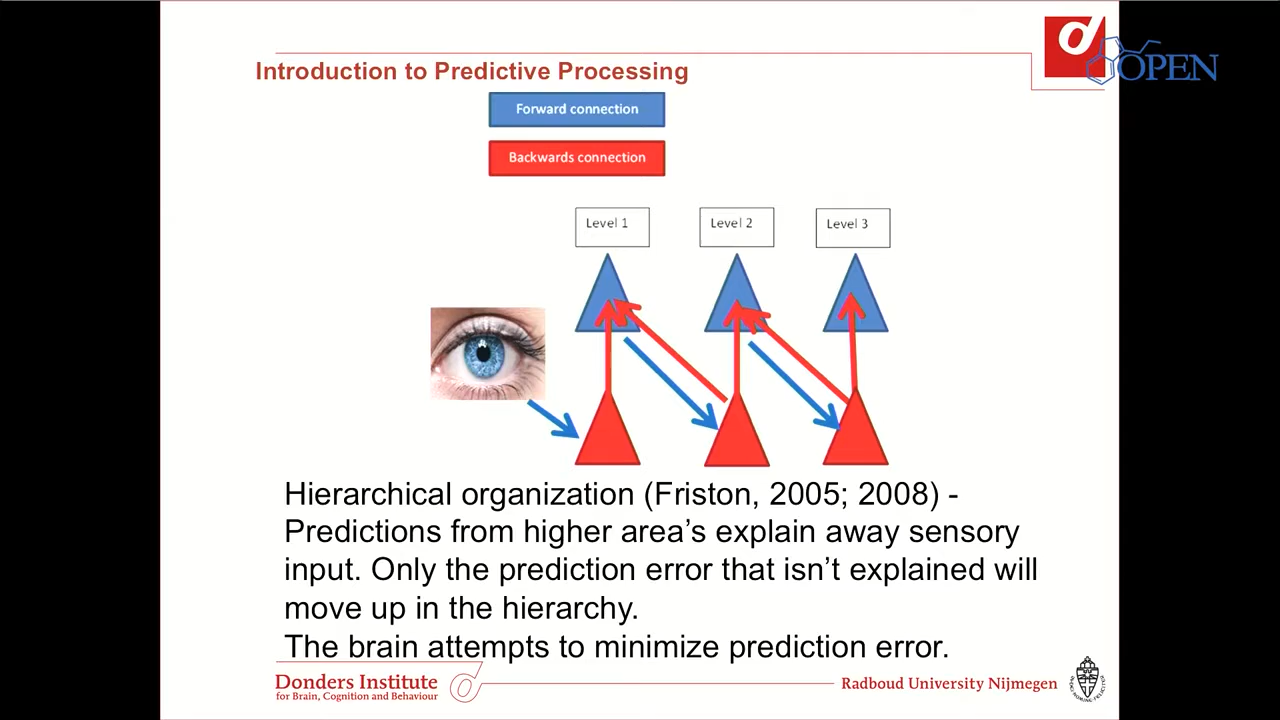 Introduction to Predictive Processing
OPEN
Forward connection
Backwards connection
Level 1
Level 2
Level 3
Hierarchical organization (Friston, 2005; 2008) -
Predictions from higher area’s explain away sensory
input. Only the prediction error that isn’t explained will
move up in the hierarchy.
The brain attempts to minimize prediction error.
Donders Institute
for Brain, Cognition and Behaviour
Radboud University Nijmegen